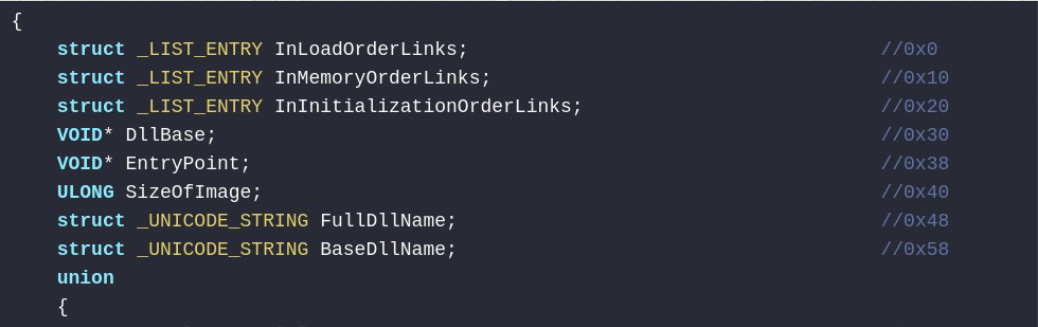 {
struct _LIST_ENTRY InLoadOrderLinks; //0x0
struct _LIST_ENTRY InMemoryOrderLinks; //0x10
struct _LIST_ENTRY InInitializationOrderLinks; //0x20
VOID* DllBase; //0x30
VOID* EntryPoint; //0x38
ULONG SizeOfImage; //0x40
struct _UNICODE_STRING FullDllName; //0x48
struct _UNICODE_STRING BaseDllName; //0x58
union
{